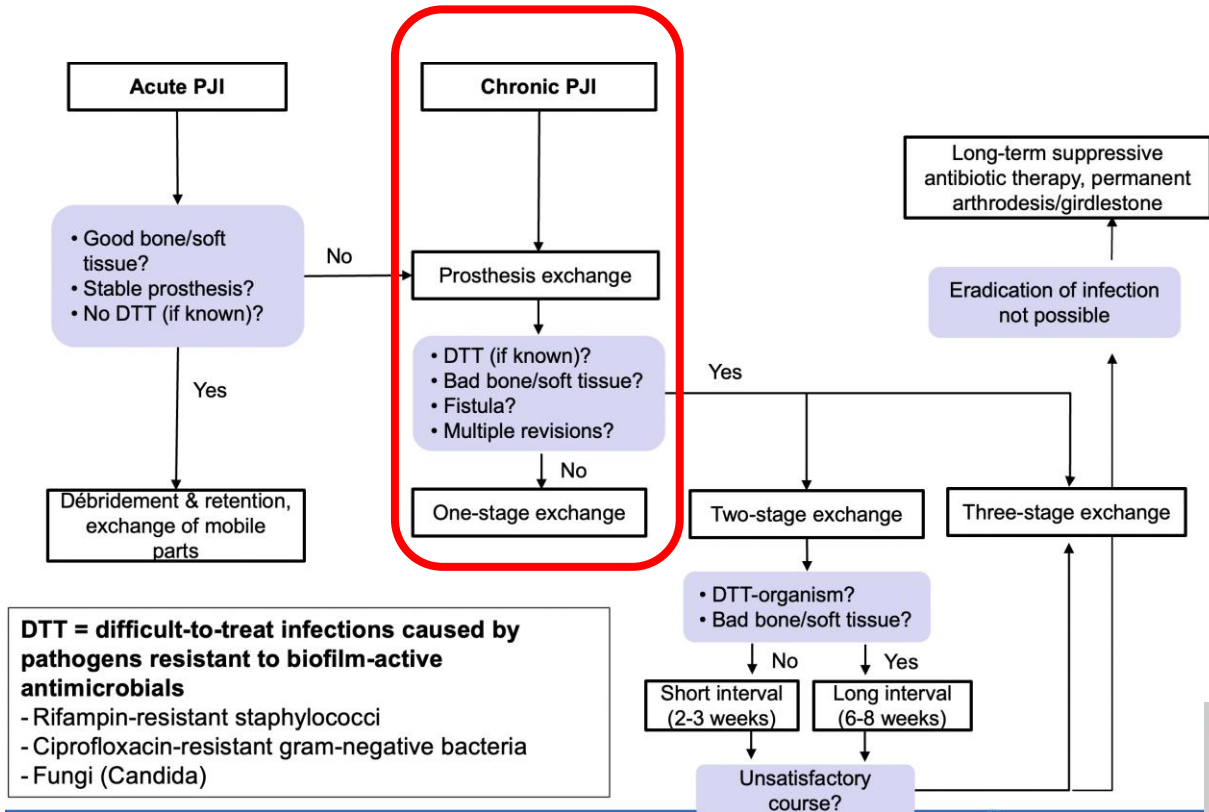 Acute PJI
• Good bone/soft
tissue?
• Stable prosthesis?
• No DTT (if known)?
No
Yes
Débridement & retention,
exchange of mobile
parts
Chronic PJI
Prosthesis exchange
• DTT (if known)?
• Bad bone/soft tissue?
• Fistula?
• Multiple revisions?
Yes
No
One-stage exchange
Two-stage exchange
Three-stage exchange
• DTT-organism?
• Bad bone/soft tissue?
No
Yes
Short interval
(2-3 weeks)
Long interval
(6-8 weeks)
Unsatisfactory
course?
Eradication of infection
not possible
Long-term suppressive
antibiotic therapy, permanent
arthrodesis/girdlestone
DTT = difficult-to-treat infections caused by
pathogens resistant to biofilm-active
antimicrobials
- Rifampin-resistant staphylococci
- Ciprofloxacin-resistant gram-negative bacteria
- Fungi (Candida)